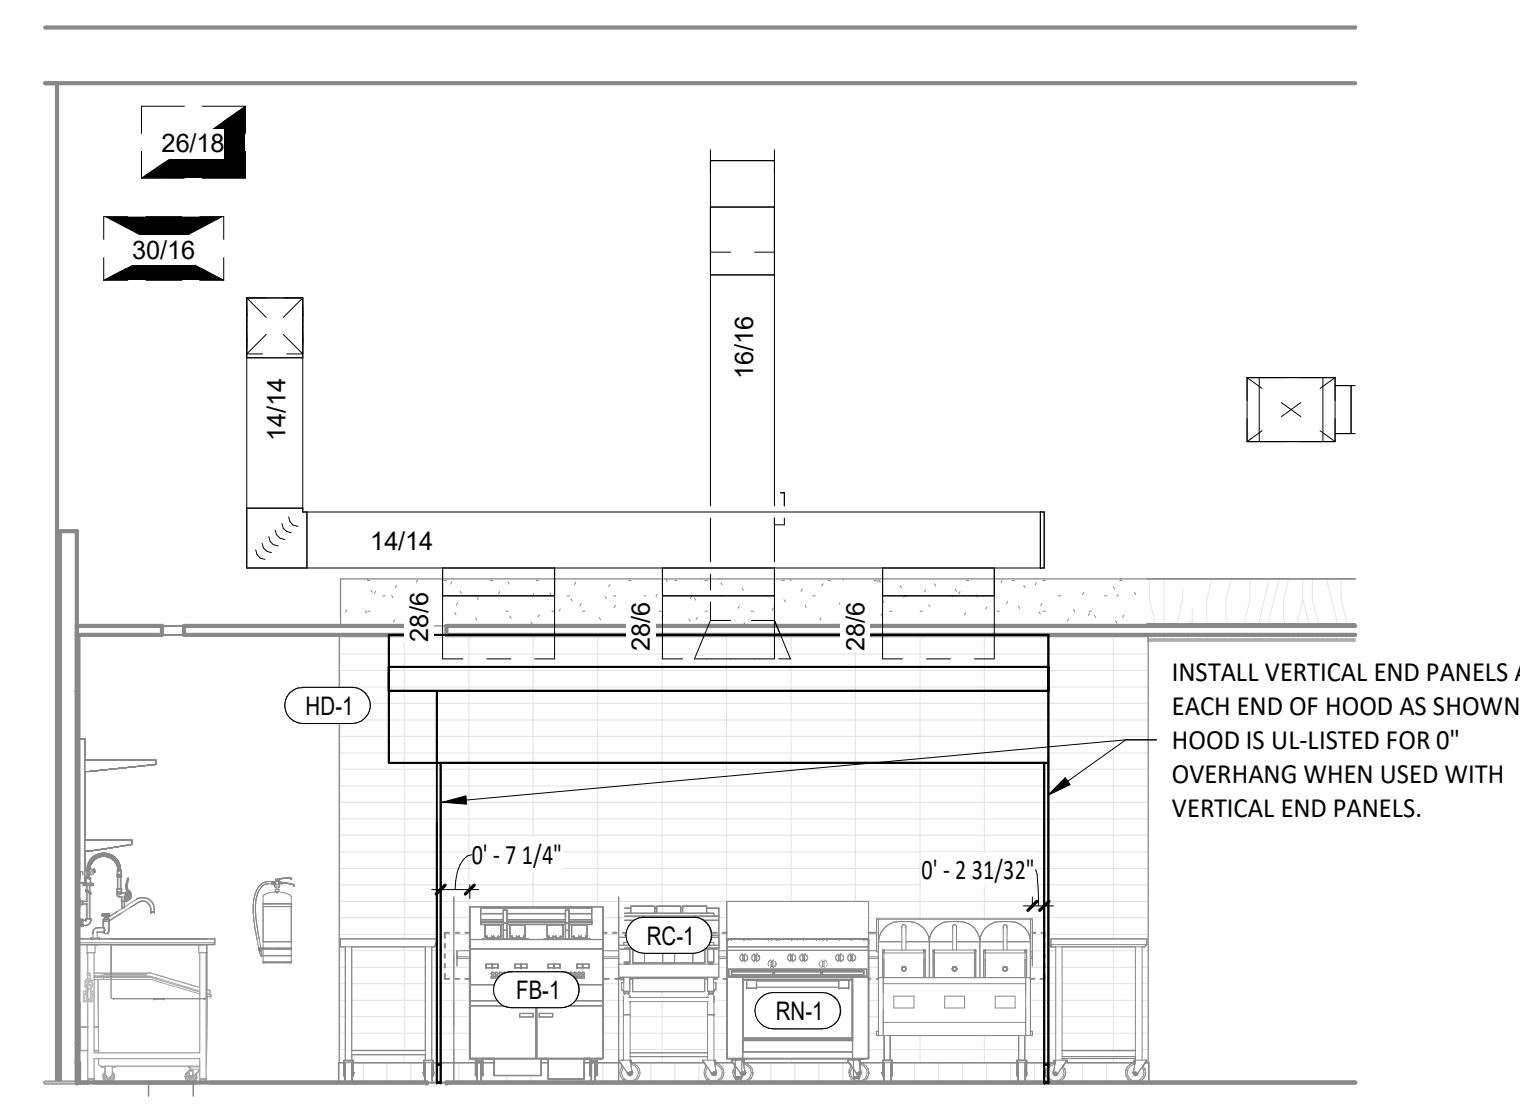 26/18
30/16
14/14
16/16
14/14
28/6
28/6
28/6
HD-1
INSTALL VERTICAL END PANELS
EACH END OF HOOD AS SHOWN
HOOD IS UL-LISTED FOR 0"
OVERHANG WHEN USED WITH
VERTICAL END PANELS.
0' - 7 1/4"
0' - 2 31/32"
RC-1
FB-1
RN-1